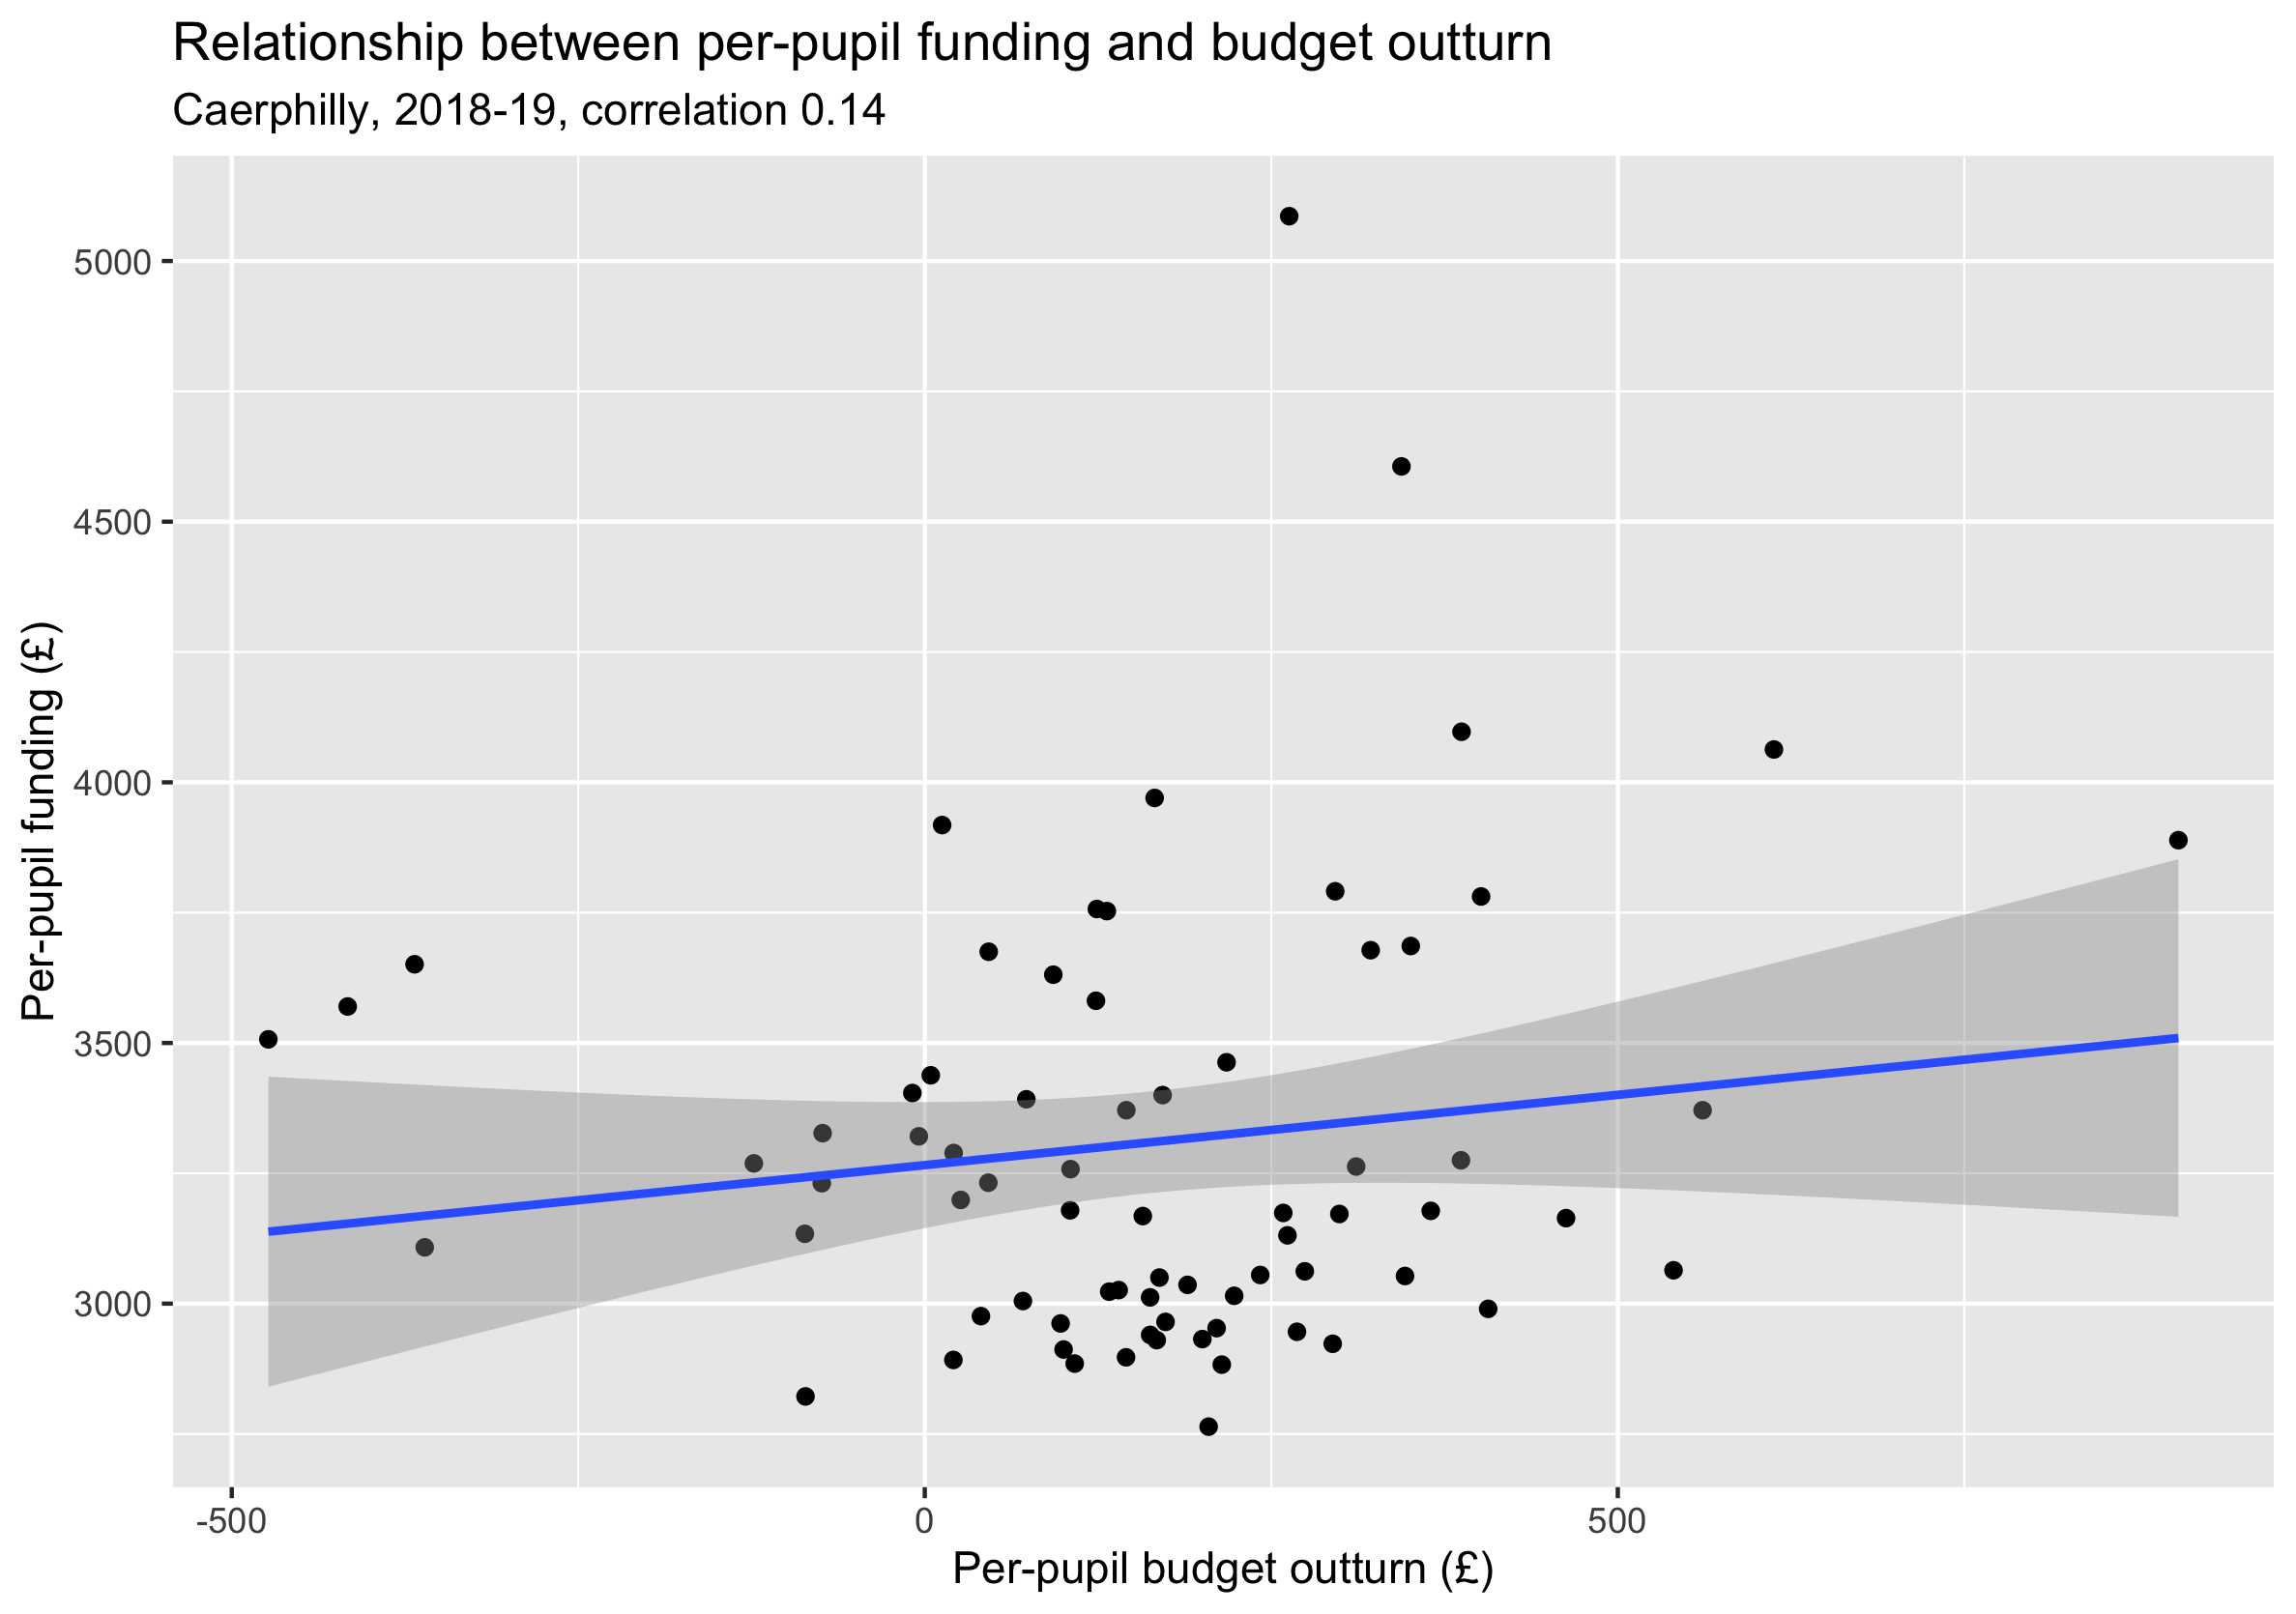 Relationship between per-pupil funding and budget outturn
Caerphilly, 2018-19, correlation 0.14
Per-pupil funding (£)
5000
4500
4000
3500
3000
-500
0
500
Per-pupil budget outturn (£)